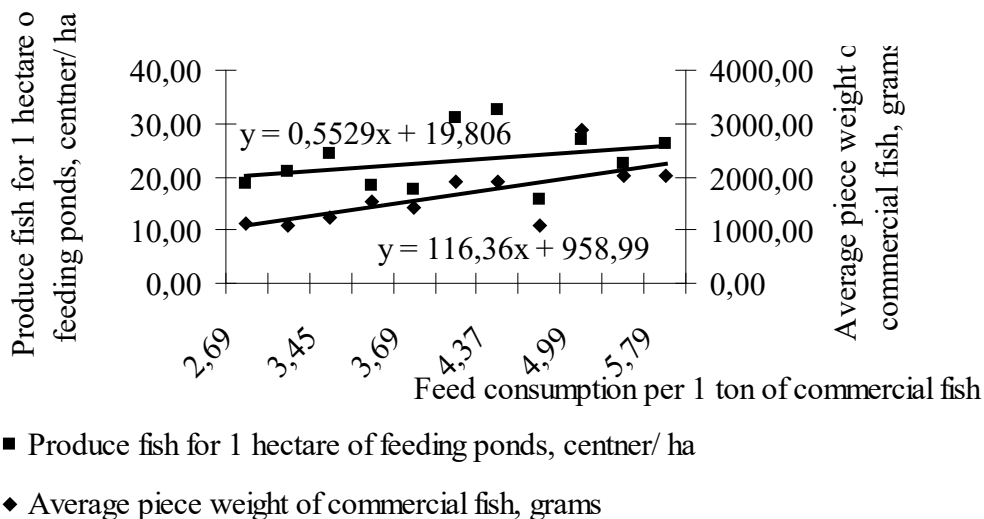 Produce fish for 1 hectare o
feeding ponds, centner/ ha
40,00
30,00
20,00
10,00
0,00
y = 0,5529x + 19,806
y = 116,36x + 958,99
4000,00
3000,00
2000,00
1000,00
0,00
Average piece weight o
commercial fish, grams
2,69
3,45
3,69
4,37
4,99
5,79
Feed consumption per 1 ton of commercial fish
Produce fish for 1 hectare of feeding ponds, centner/ ha
Average piece weight of commercial fish, grams